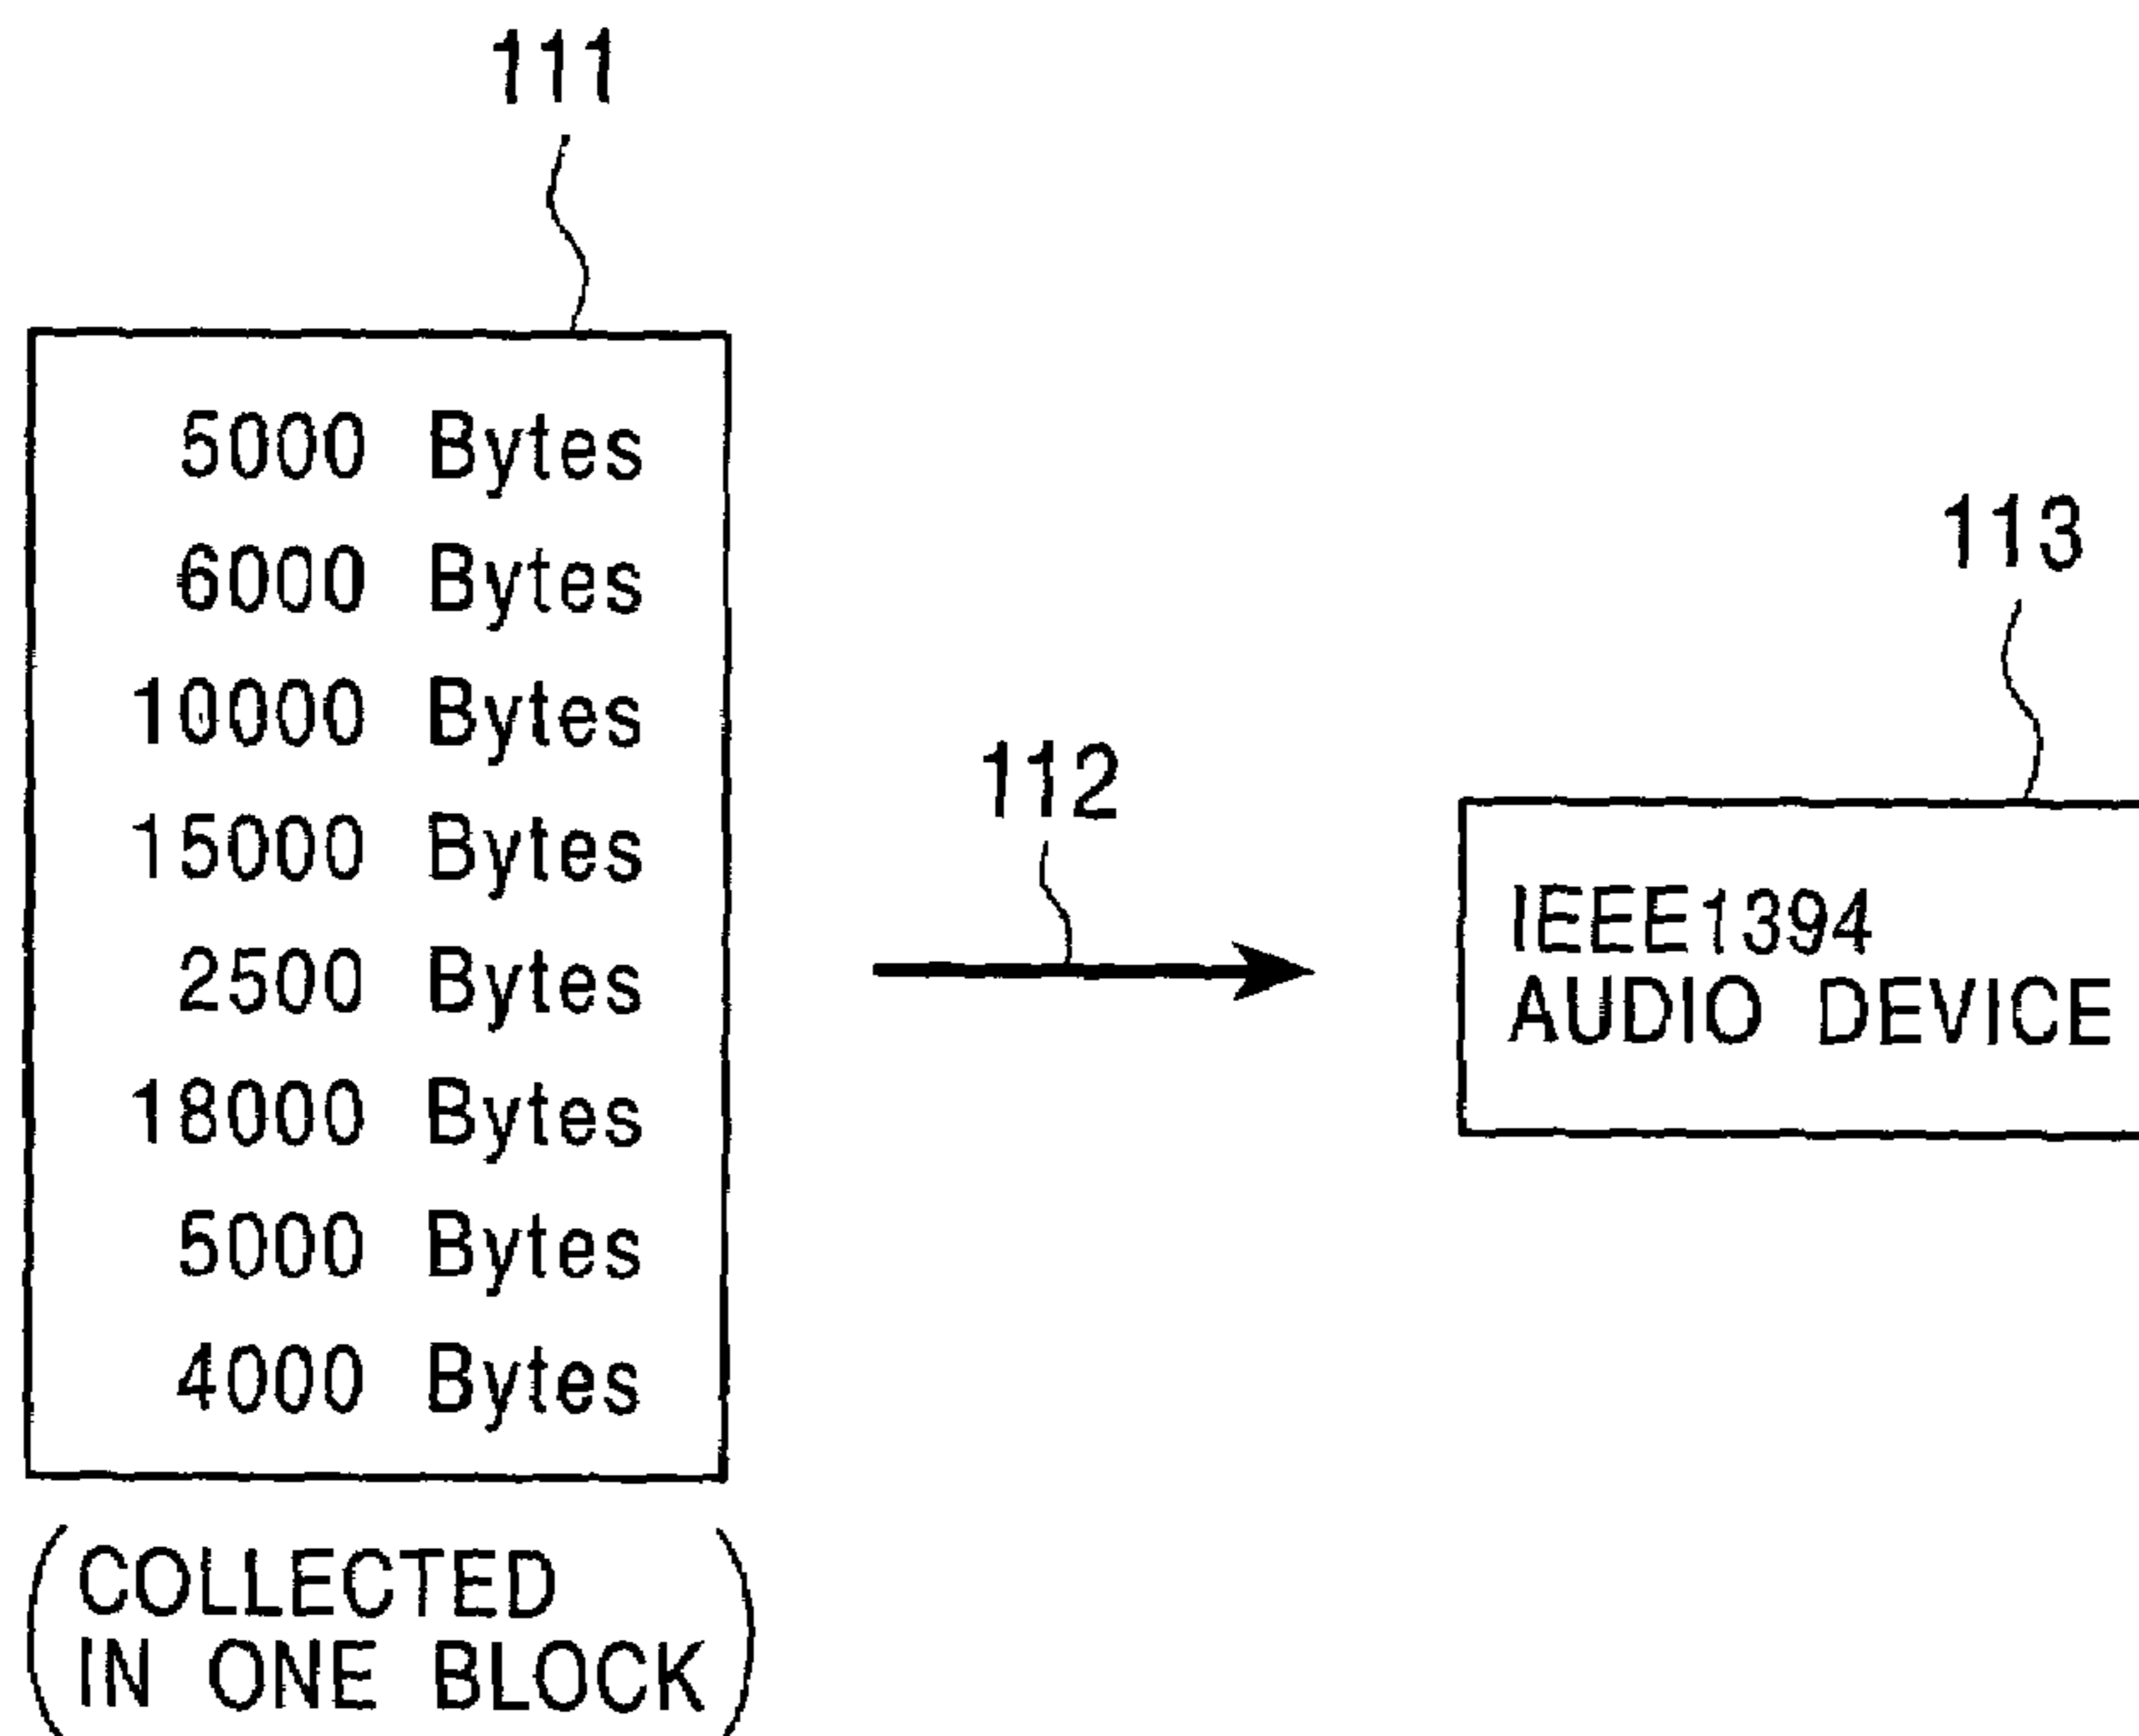 111
5000 Bytes
6000 Bytes
10000 Bytes
15000 Bytes
2500 Bytes
18000 Bytes
5000 Bytes
4000 Bytes
(COLLECTED
IN ONE BLOCK)
112
113
IEEE1394
AUDIO DEVICE